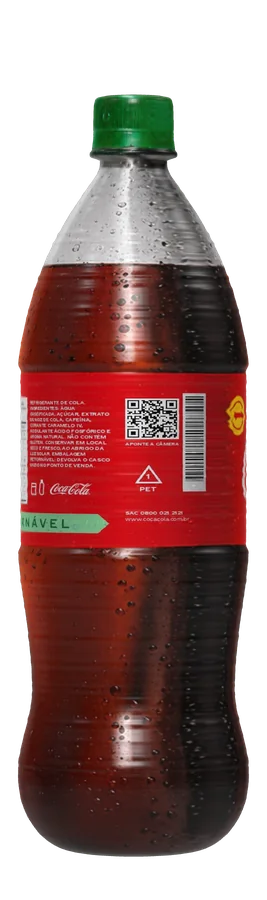 REFRIGERANTE DE COLA.
INGREDIENTES: ÁGUA
GASEIFICADA, AÇÚCAR, EXTRATO
DE NOZ DE COLA, CAFEÍNA,
CORANTE CARAMELO IV,
ACIDULANTE ÁCIDO FOSFÓRICO E
AROMA NATURAL. NÃO CONTÉM
GLÚTEN. CONSERVAR EM LOCAL
SECO E FRESCO, AO ABRIGO DA
LUZ SOLAR. EMBALAGEM
RETORNÁVEL: DEVOLVA O CASCO
VAZIO NO PONTO DE VENDA.
APONTE A CÂMERA
1
PET
Coca-Cola
RNÁVEL
SAC 0800 021 2121
www.cocacola.com.br